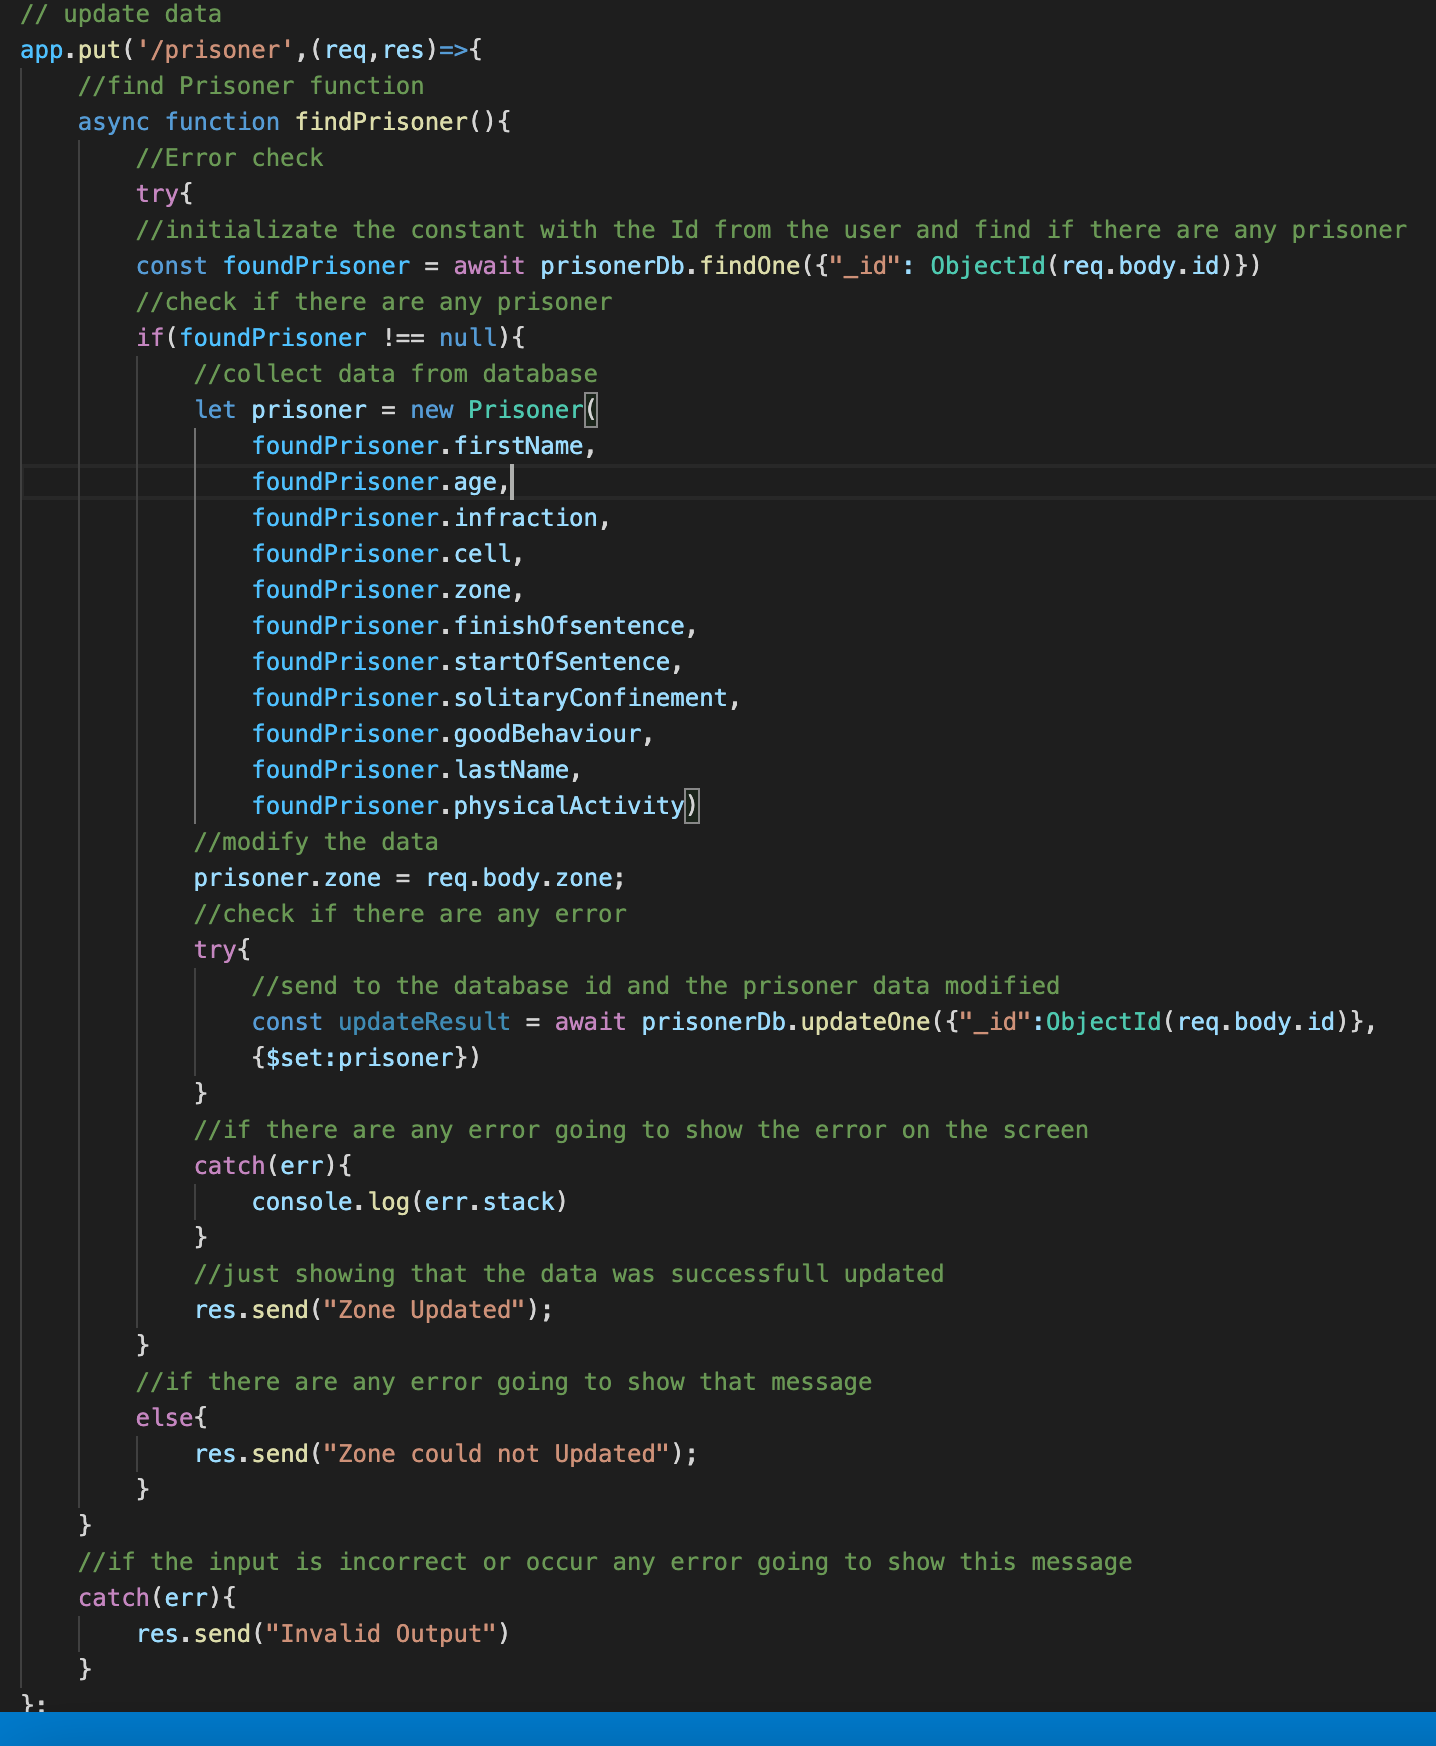 // update data
app.put('/prisoner',(req,res)=>{
//find Prisoner function
async function findPrisoner(){
//Error check
try{
//initializate the constant with the Id from the user and find if there are any prisoner
const foundPrisoner = await prisonerDb.findOne({"_id": ObjectId(req.body.id)})
//check if there are any prisoner
if(foundPrisoner !== null){
//collect data from database
let prisoner = new Prisoner(
foundPrisoner.firstName,
foundPrisoner.age,
foundPrisoner.infraction,
foundPrisoner.cell,
foundPrisoner.zone,
foundPrisoner.finishOfsentence,
foundPrisoner.startOfSentence,
foundPrisoner.solitaryConfinement,
foundPrisoner.goodBehaviour,
foundPrisoner.lastName,
foundPrisoner.physicalActivity)
//modify the data
prisoner.zone = req.body.zone;
//check if there are any error
try{
//send to the database id and the prisoner data modified
const updateResult = await prisonerDb.updateOne({"_id":ObjectId(req.body.id)},
{$set:prisoner})
}
//if there are any error going to show the error on the screen
catch(err){
console.log(err.stack)
}
//just showing that the data was successfull updated
res.send("Zone Updated");
}
//if there are any error going to show that message
else{
res.send("Zone could not Updated");
}
}
//if the input is incorrect or occur any error going to show this message
catch(err){
res.send("Invalid Output")
}
};